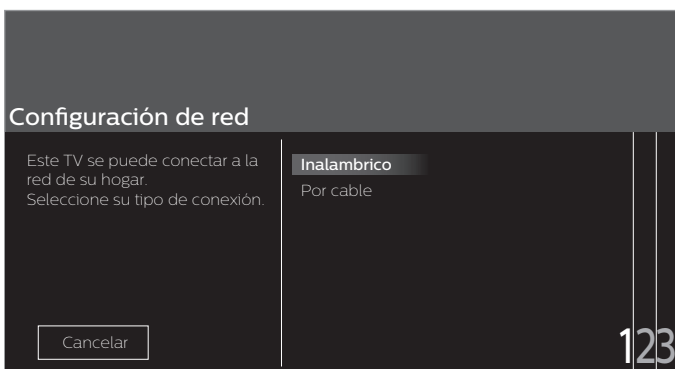 Configuración de red
Este TV se puede conectar a la
red de su hogar.
Seleccione su tipo de conexión.
Inalambrico
Por cable
Cancelar
123